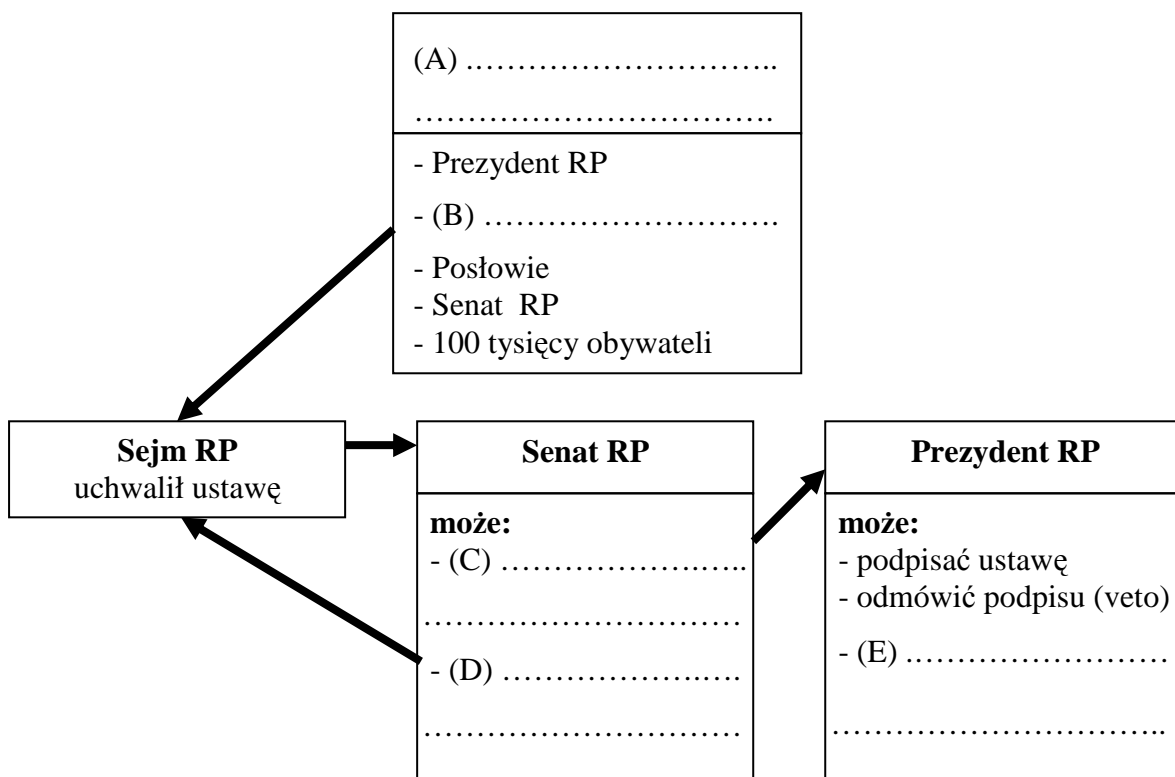 (A) ………………………………..
……………………………….
- Prezydent RP
- (B) ……………………………
- Posłowie
- Senat RP
- 100 tysięcy obywateli
Sejm RP
uchwalił ustawę
Senat RP
może:
- (C) ………………….…..
………………………………
- (D) ………………….….
………………………………
Prezydent RP
może:
- podpisać ustawę
- odmówić podpisu (veto)
- (E) ………………………
……………………………..